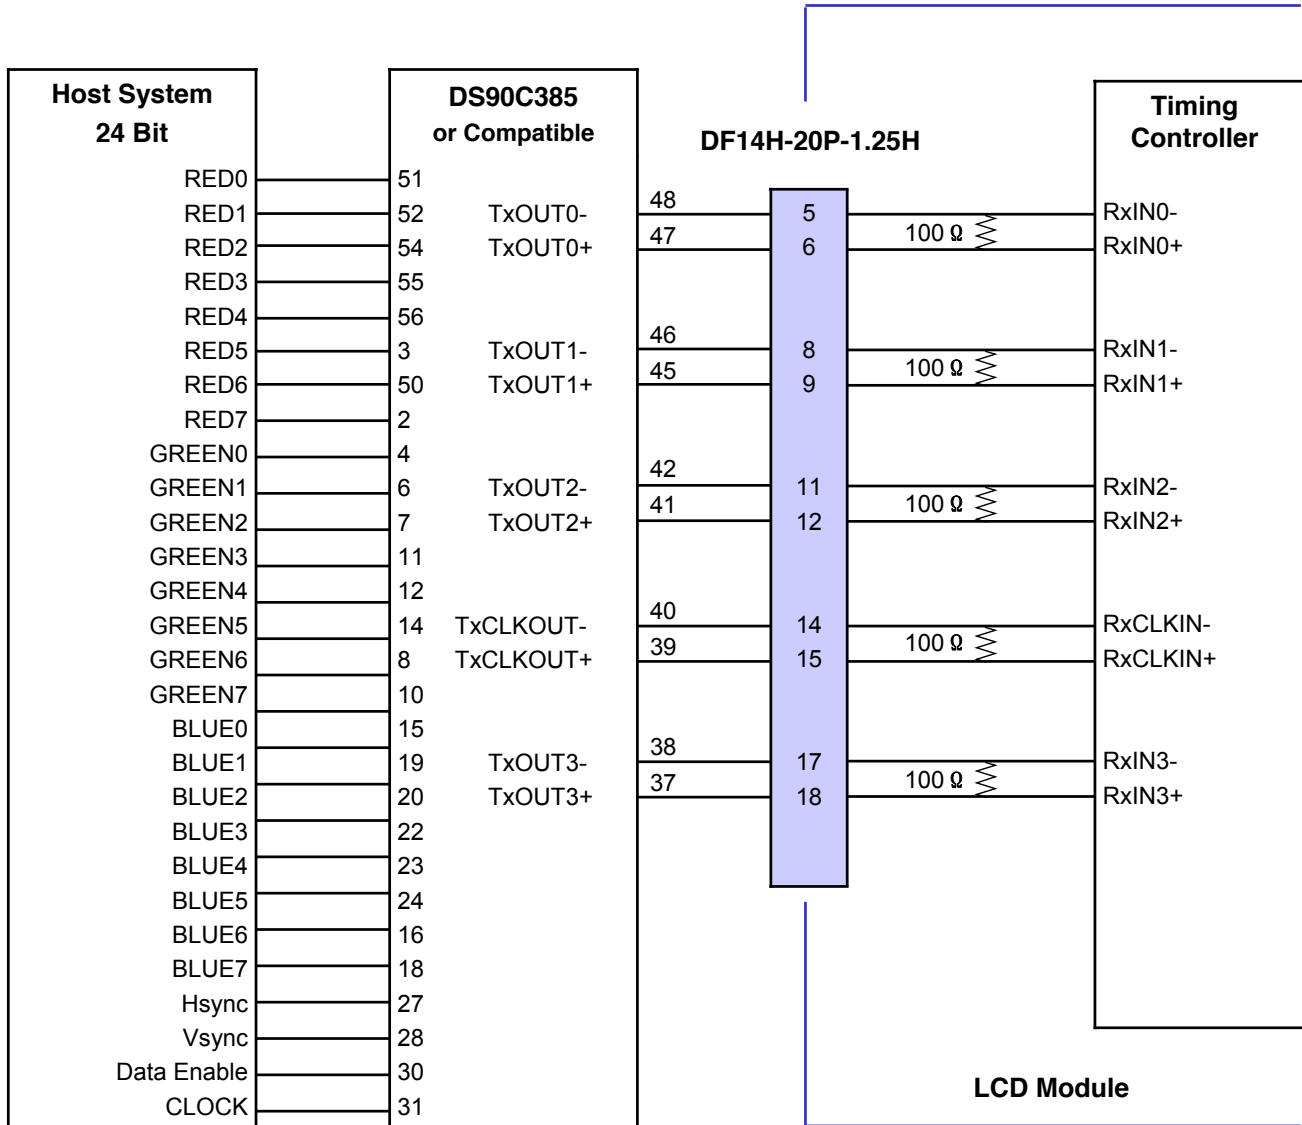 Host System
24 Bit
RED0
RED1
RED2
RED3
RED4
RED5
RED6
RED7
GREEN0
GREEN1
GREEN2
GREEN3
GREEN4
GREEN5
GREEN6
GREEN7
BLUE0
BLUE1
BLUE2
BLUE3
BLUE4
BLUE5
BLUE6
BLUE7
Hsync
Vsync
Data Enable
CLOCK
DS90C385
or Compatible
51
52
54
55
56
3
50
2
4
6
7
11
12
14
8
10
15
19
20
22
23
24
16
18
27
28
30
31
TxOUT0-
TxOUT0+
TxOUT1-
TxOUT1+
TxOUT2-
TxOUT2+
TxCLKOUT-
TxCLKOUT+
TxOUT3-
TxOUT3+
48
47
46
45
42
41
40
39
38
37
DF14H-20P-1.25H
5
6
8
9
11
12
14
15
17
18
100 Ω
100 Ω
100 Ω
100 Ω
100 Ω
Timing
Controller
RxIN0-
RxIN0+
RxIN1-
RxIN1+
RxIN2-
RxIN2+
RxCLKIN-
RxCLKIN+
RxIN3-
RxIN3+
LCD Module